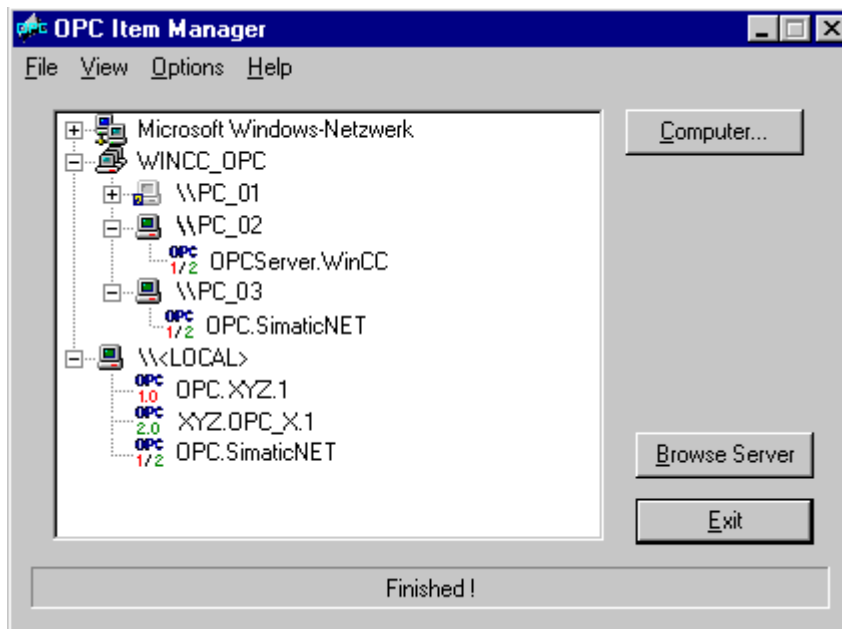 OPC OPC Item Manager
File View Options Help
Microsoft Windows-Netzwerk
Computer...
WINCC_OPC
\\PC_01
\\PC_02
OPC 1/2 OPCServer.WinCC
\\PC_03
OPC 1/2 OPC.SimaticNET
\\<LOCAL>
OPC 1.0 OPC.XYZ.1
OPC 2.0 XYZ.OPC_X.1
OPC 1/2 OPC.SimaticNET
Browse Server
Exit
Finished !